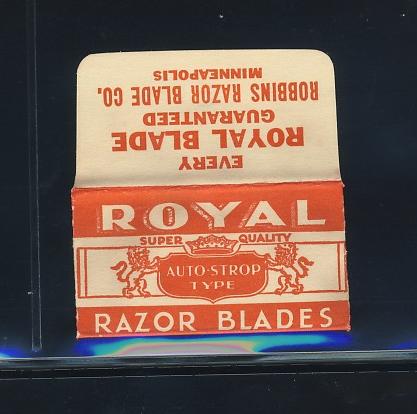 EVERY
ROYAL BLADE
GUARANTEED
ROBBINS RAZOR BLADE CO.
MINNEAPOLIS
ROYAL
SUPER QUALITY
AUTO-STROP
TYPE
RAZOR BLADES